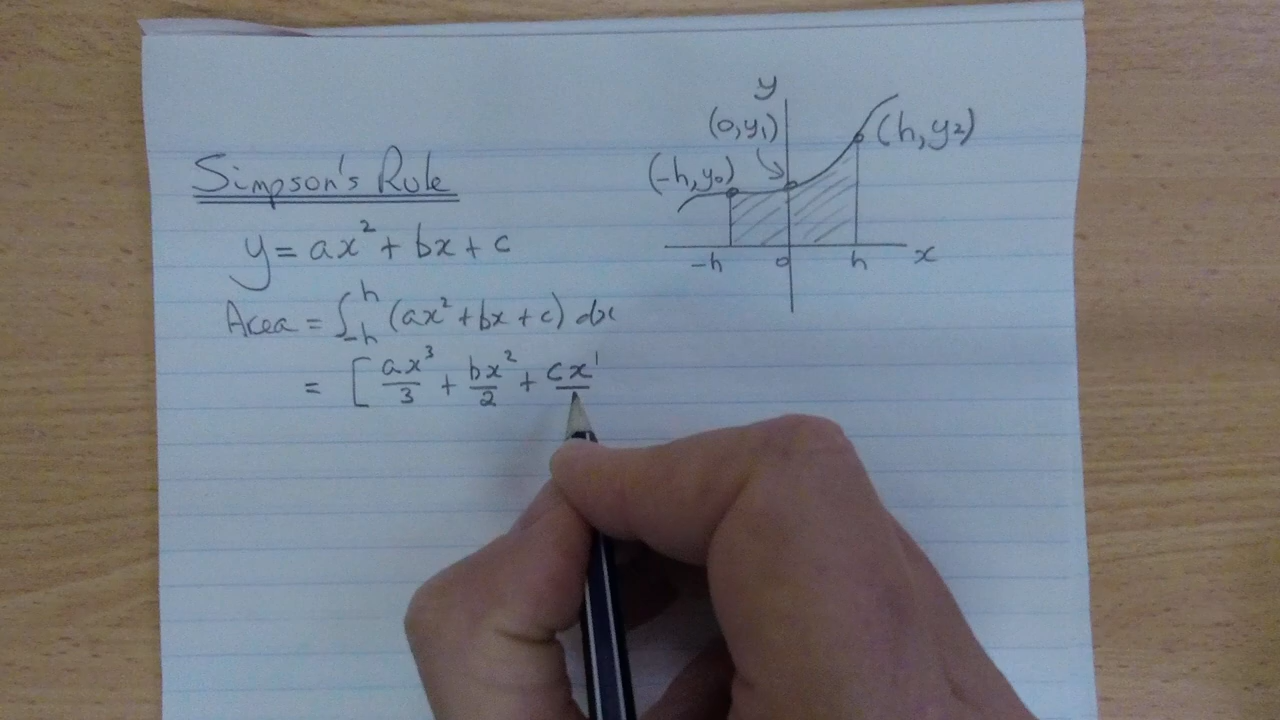 Simpson's Rule
y = ax² + bx + c
Area = ∫₋ₕʰ (ax² + bx + c) dx
= [ ax³/3 + bx²/2 + cx¹/
y
(0,y₁)
(h,y₂)
(-h,y₀)
-h 0 h x